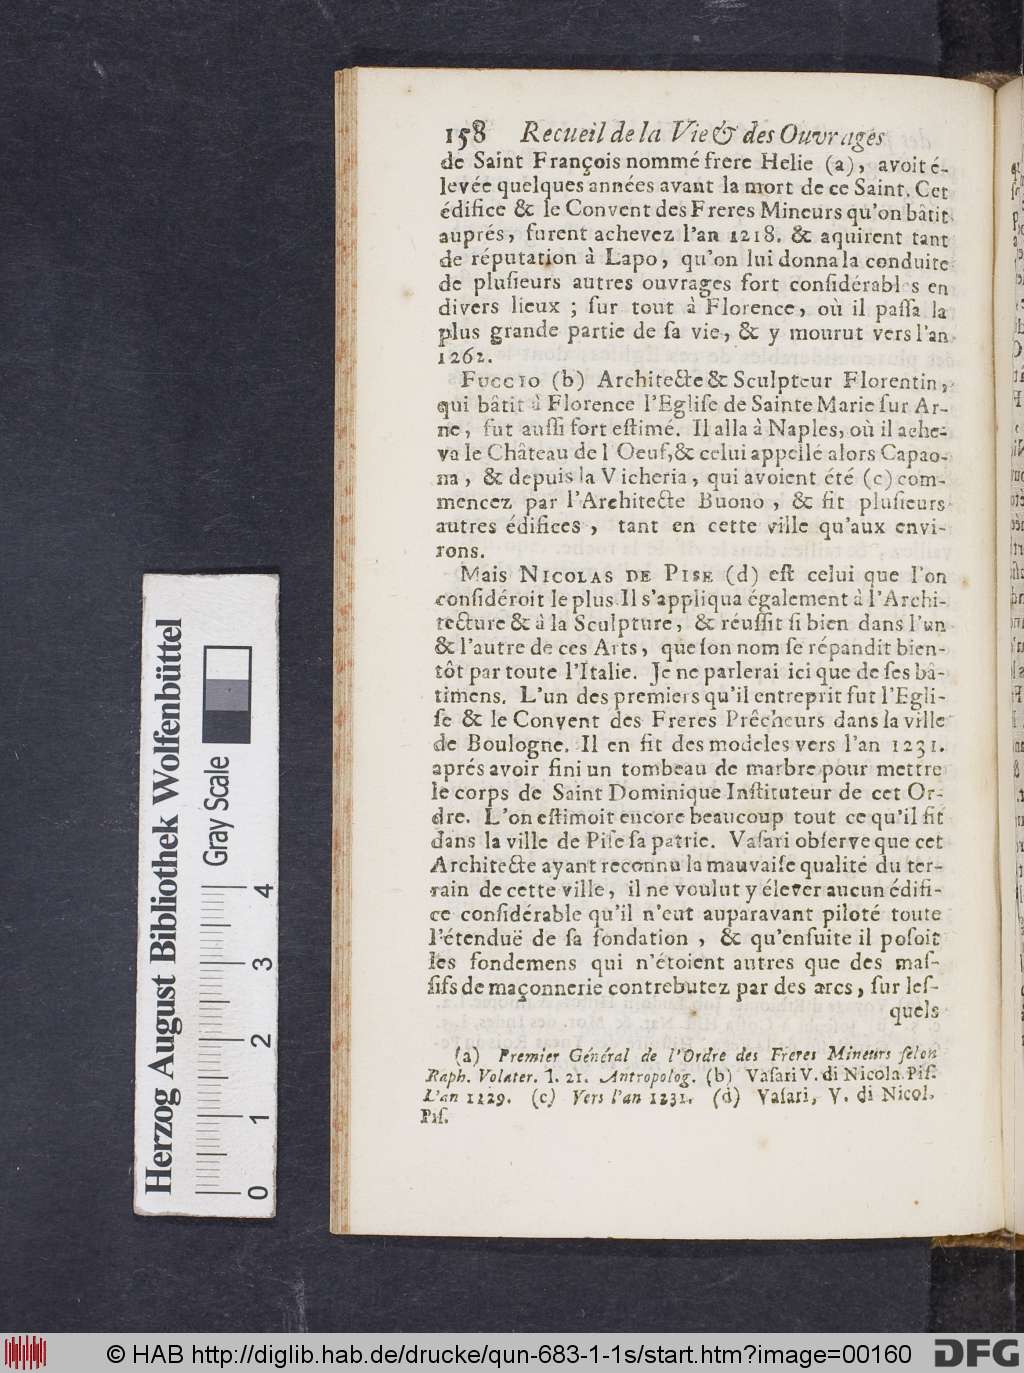 158 Recueil de la Vie & des Ouvrages
de Saint François nommé frere Helie (a), avoit é-
levée quelques années avant la mort de ce Saint. Cet
édifice & le Convent des Freres Mineurs qu'on bâtit
auprés, furent achevez l'an 1218. & aquirent tant
de réputation à Lapo, qu'on lui donna la conduite
de pluſieurs autres ouvrages fort conſidérables en
divers lieux ; ſur tout à Florence, où il paſſa la
plus grande partie de ſa vie, & y mourut vers l'an
1262.
Fuccio (b) Architecte & Sculpteur Florentin,
qui bâtit à Florence l'Egliſe de Sainte Marie ſur Ar-
ne, fut auſſi fort eſtimé. Il alla à Naples, où il ache-
va le Château de l'Oeuf, & celui appellé alors Capao-
na, & depuis la Vicheria, qui avoient été (c) com-
mencez par l'Architecte Buono, & fit pluſieurs
autres édifices, tant en cette ville qu'aux envi-
rons.
Mais Nicolas de Pise (d) eſt celui que l'on
conſidéroit le plus Il s'appliqua également à l'Archi-
tecture & à la Sculpture, & réuſſit ſi bien dans l'un
& l'autre de ces Arts, que ſon nom ſe répandit bien-
tôt par toute l'Italie. Je ne parlerai ici que de ſes bâ-
timens. L'un des premiers qu'il entreprit fut l'Egli-
ſe & le Convent des Freres Prêcheurs dans la ville
de Boulogne. Il en fit des modeles vers l'an 1231.
aprés avoir fini un tombeau de marbre pour mettre
le corps de Saint Dominique Inſtituteur de cet Or-
dre. L'on eſtimoit encore beaucoup tout ce qu'il fit
dans la ville de Piſe ſa patrie. Vaſari obſerve que cet
Architecte ayant reconnu la mauvaiſe qualité du ter-
rain de cette ville, il ne voulut y élever aucun édifi-
ce conſidérable qu'il n'eut auparavant piloté toute
l'étenduë de ſa fondation, & qu'enſuite il poſoit
les fondemens qui n'étoient autres que des maſ-
ſifs de maçonnerie contrebutez par des arcs, ſur leſ-
quels
(a) Premier Général de l'Ordre des Freres Mineurs ſelon
Raph. Volater. l. 21. Antropolog. (b) Vaſari V. di Nicola Piſ.
L'an 1229. (c) Vers l'an 1231. (d) Vaſari, V. di Nicol.
Piſ.
Herzog August Bibliothek Wolfenbüttel
Gray Scale
0 1 2 3 4
© HAB http://diglib.hab.de/drucke/qun-683-1-1s/start.htm?image=00160
DFG